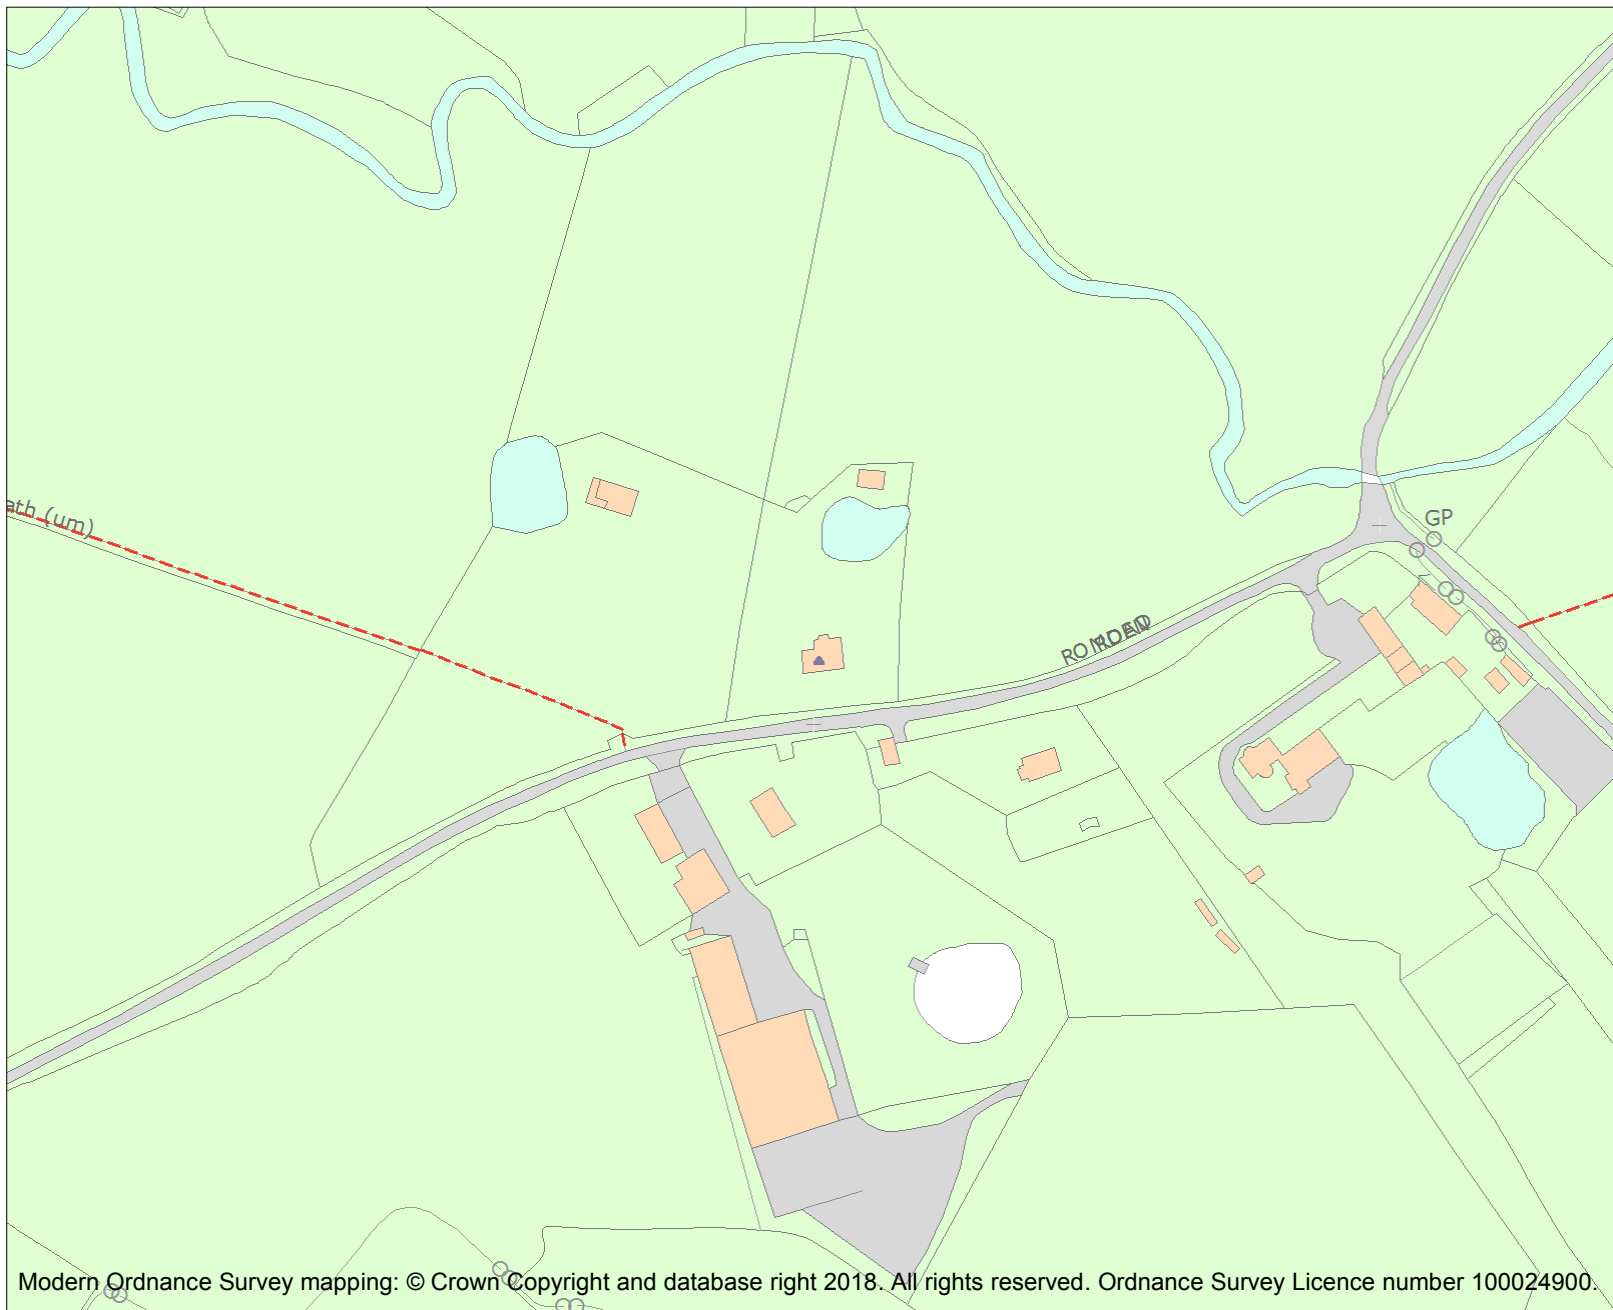 GP
ath (um)
ROAD
Modern Ordnance Survey mapping: © Crown Copyright and database right 2018. All rights reserved. Ordnance Survey Licence number 100024900.